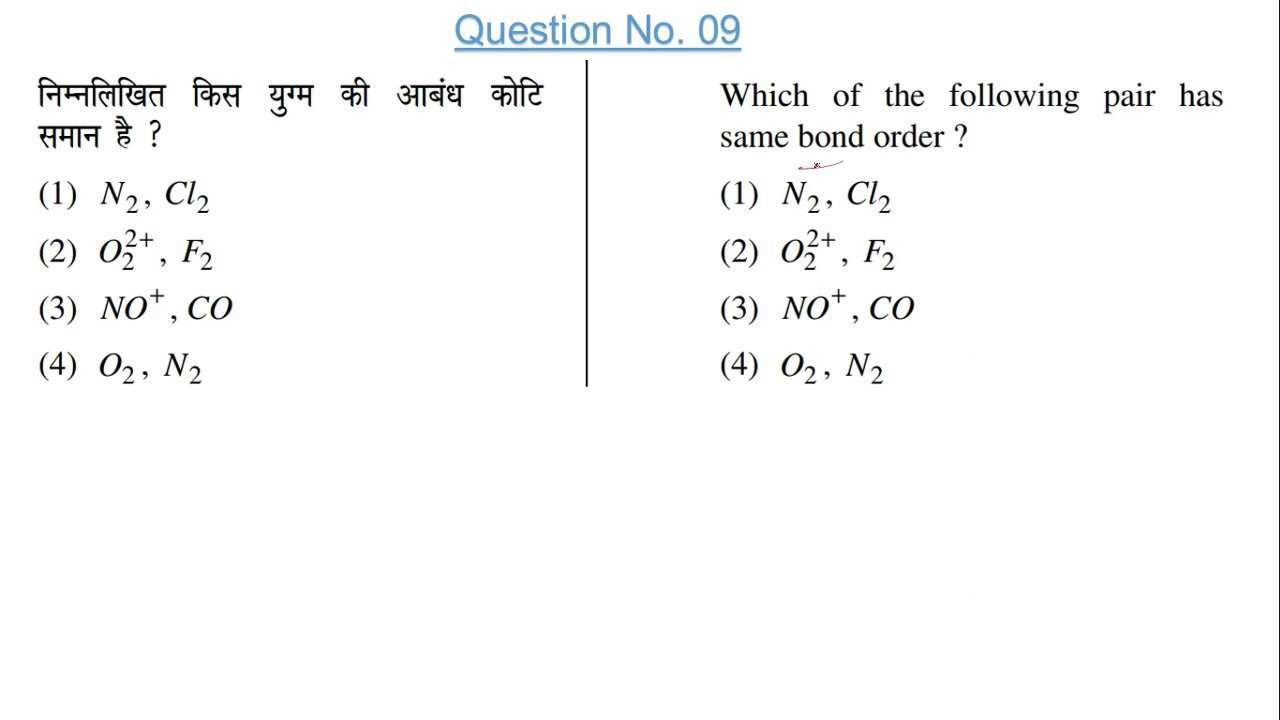 Question No. 09
निम्नलिखित किस युग्म की आबंध कोटि
समान है ?
(1) N₂, Cl₂
(2) O₂²⁺, F₂
(3) NO⁺, CO
(4) O₂, N₂
Which of the following pair has
same bond order ?
(1) N₂, Cl₂
(2) O₂²⁺, F₂
(3) NO⁺, CO
(4) O₂, N₂